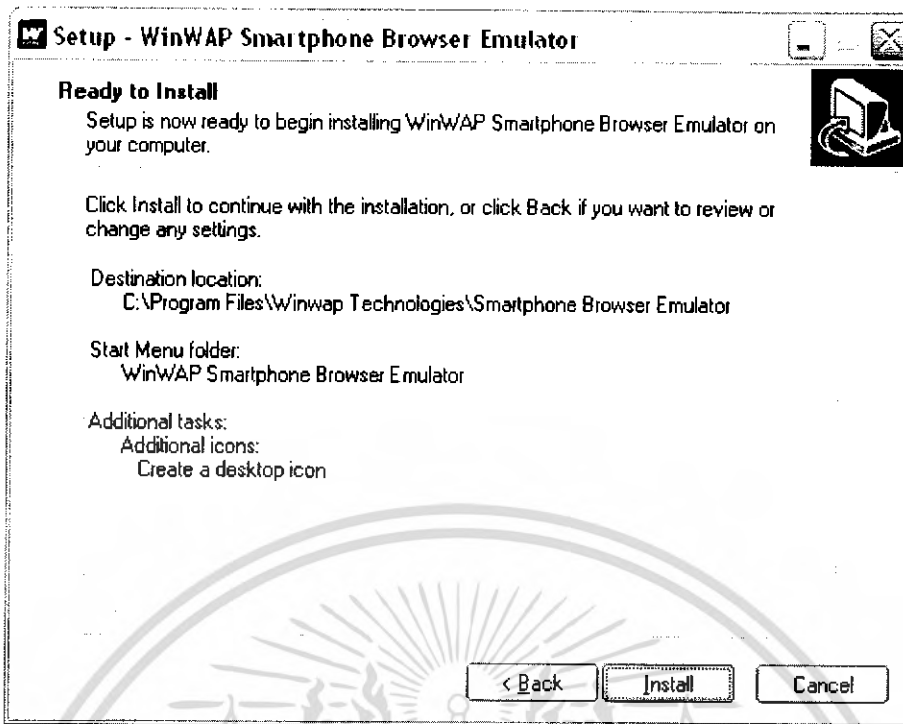 Setup - WinWAP Smartphone Browser Emulator
Ready to Install
Setup is now ready to begin installing WinWAP Smartphone Browser Emulator on
your computer.
Click Install to continue with the installation, or click Back if you want to review or
change any settings.
Destination location:
C:\Program Files\Winwap Technologies\Smartphone Browser Emulator
Start Menu folder:
WinWAP Smartphone Browser Emulator
Additional tasks:
Additional icons:
Create a desktop icon
< Back Install Cancel